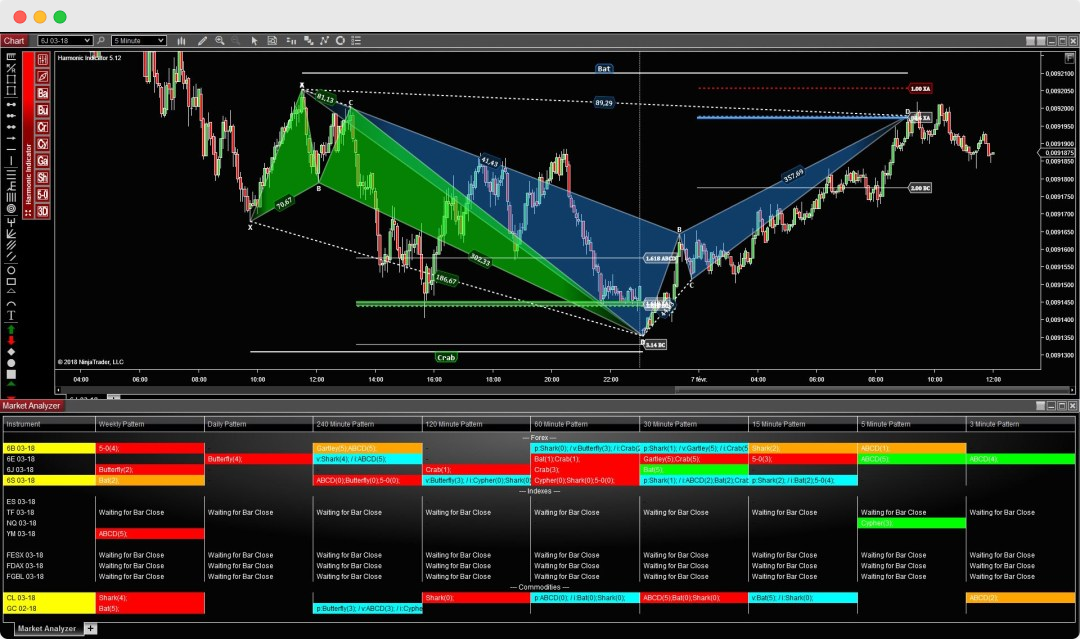 Chart
6J 03-18
5 Minute
Harmonic Indicator 5.12
Harmonic Indicator
Ba
Bu
Cr
Cy
Ga
Sh
5-0
3D
T
Bat
X
81,13
C
89,29
41,43
B
70,67
X
302,33
186,67
B
C
357,69
D
1.00 XA
2.00 BC
3.14 BC
Crab
0,0092100
0,0092050
0,0092000
0,0091950
0,0091900
0,0091875
0,0091850
0,0091800
0,0091750
0,0091700
0,0091650
0,0091600
0,0091550
0,0091500
0,0091450
0,0091400
0,0091350
0,0091300
© 2018 NinjaTrader, LLC
04:00 06:00 08:00 10:00 12:00 14:00 16:00 18:00 20:00 22:00 7 févr. 04:00 06:00 08:00 10:00 12:00
Market Analyzer
Instrument Weekly Pattern Daily Pattern 240 Minute Pattern 120 Minute Pattern 60 Minute Pattern 30 Minute Pattern 15 Minute Pattern 5 Minute Pattern 3 Minute Pattern
--- Forex ---
6B 03-18 5-0(4); Gartley(5);ABCD(5); p:Shark(0); / v:Butterfly(3); / i:Crab( p:Shark(1); / v:Gartley(5); / i:Crab(5 Shark(2); ABCD(1);
6E 03-18 Butterfly(4); v:Shark(4); / i:ABCD(5); Bat(1);Crab(1); Gartley(5);Crab(5); 5-0(3); ABCD(5); ABCD(4);
6J 03-18 Butterfly(2); Crab(1); Crab(3); Bat(5);
6S 03-18 Bat(2); ABCD(0);Butterfly(0);5-0(0); v:Butterfly(3); / i:Cypher(0);Shark(0 Cypher(0);Shark(0);5-0(0); p:Shark(1); / i:ABCD(2);Bat(2);Crab p:Shark(2); / i:Bat(2);5-0(4);
--- Indexes ---
ES 03-18
TF 03-18 Waiting for Bar Close Waiting for Bar Close Waiting for Bar Close Waiting for Bar Close Waiting for Bar Close Waiting for Bar Close Waiting for Bar Close Waiting for Bar Close Waiting for Bar Close
NQ 03-18 Cypher(3);
YM 03-18 ABCD(5);
FESX 03-18 Waiting for Bar Close Waiting for Bar Close Waiting for Bar Close Waiting for Bar Close Waiting for Bar Close Waiting for Bar Close Waiting for Bar Close Waiting for Bar Close Waiting for Bar Close
FDAX 03-18 Waiting for Bar Close Waiting for Bar Close Waiting for Bar Close Waiting for Bar Close Waiting for Bar Close Waiting for Bar Close Waiting for Bar Close Waiting for Bar Close Waiting for Bar Close
FGBL 03-18 Waiting for Bar Close Waiting for Bar Close Waiting for Bar Close Waiting for Bar Close Waiting for Bar Close Waiting for Bar Close Waiting for Bar Close Waiting for Bar Close Waiting for Bar Close
--- Commodities ---
CL 03-18 Shark(4); Shark(0); p:ABCD(0); / i:Bat(0);Shark(0); ABCD(5);Bat(0);Shark(0); v:Bat(5); / i:Shark(0); ABCD(2);
GC 02-18 Bat(5); p:Butterfly(3); / v:ABCD(3); / i:Cyphe
Market Analyzer +